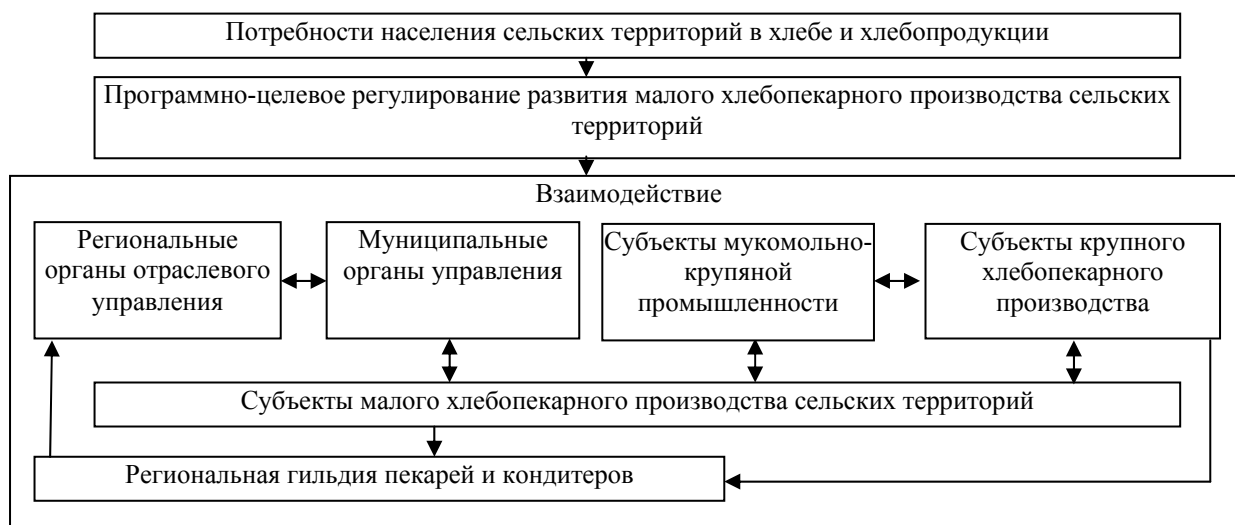 Потребности населения сельских территорий в хлебе и хлебопродукции
Программно-целевое регулирование развития малого хлебопекарного производства сельских
территорий
Взаимодействие
Региональные
органы отраслевого
управления
Муниципальные
органы управления
Субъекты мукомольно-
крупяной
промышленности
Субъекты крупного
хлебопекарного
производства
Субъекты малого хлебопекарного производства сельских территорий
Региональная гильдия пекарей и кондитеров